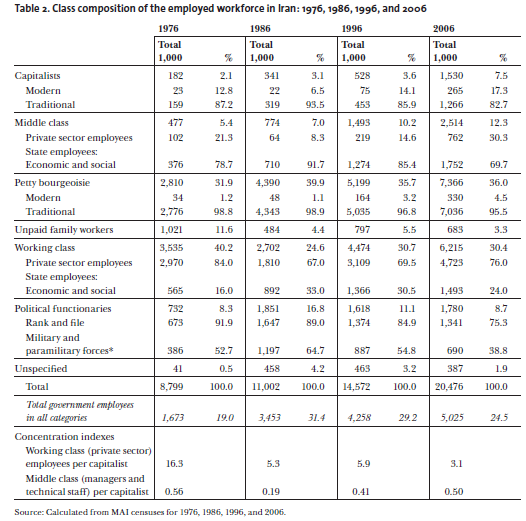 Table 2. Class composition of the employed workforce in Iran: 1976, 1986, 1996, and 2006
1976 1986 1996 2006
Total Total Total Total
1,000 % 1,000 % 1,000 % 1,000 %
Capitalists 182 2.1 341 3.1 528 3.6 1,530 7.5
Modern 23 12.8 22 6.5 75 14.1 265 17.3
Traditional 159 87.2 319 93.5 453 85.9 1,266 82.7
Middle class 477 5.4 774 7.0 1,493 10.2 2,514 12.3
Private sector employees 102 21.3 64 8.3 219 14.6 762 30.3
State employees:
Economic and social 376 78.7 710 91.7 1,274 85.4 1,752 69.7
Petty bourgeoisie 2,810 31.9 4,390 39.9 5,199 35.7 7,366 36.0
Modern 34 1.2 48 1.1 164 3.2 330 4.5
Traditional 2,776 98.8 4,343 98.9 5,035 96.8 7,036 95.5
Unpaid family workers 1,021 11.6 484 4.4 797 5.5 683 3.3
Working class 3,535 40.2 2,702 24.6 4,474 30.7 6,215 30.4
Private sector employees 2,970 84.0 1,810 67.0 3,109 69.5 4,723 76.0
State employees:
Economic and social 565 16.0 892 33.0 1,366 30.5 1,493 24.0
Political functionaries 732 8.3 1,851 16.8 1,618 11.1 1,780 8.7
Rank and file 673 91.9 1,647 89.0 1,374 84.9 1,341 75.3
Military and
paramilitary forces* 386 52.7 1,197 64.7 887 54.8 690 38.8
Unspecified 41 0.5 458 4.2 463 3.2 387 1.9
Total 8,799 100.0 11,002 100.0 14,572 100.0 20,476 100.0
Total government employees
in all categories 1,673 19.0 3,453 31.4 4,258 29.2 5,025 24.5
Concentration indexes
Working class (private sector)
employees per capitalist 16.3 5.3 5.9 3.1
Middle class (managers and
technical staff) per capitalist 0.56 0.19 0.41 0.50
Source: Calculated from MAI censuses for 1976, 1986, 1996, and 2006.